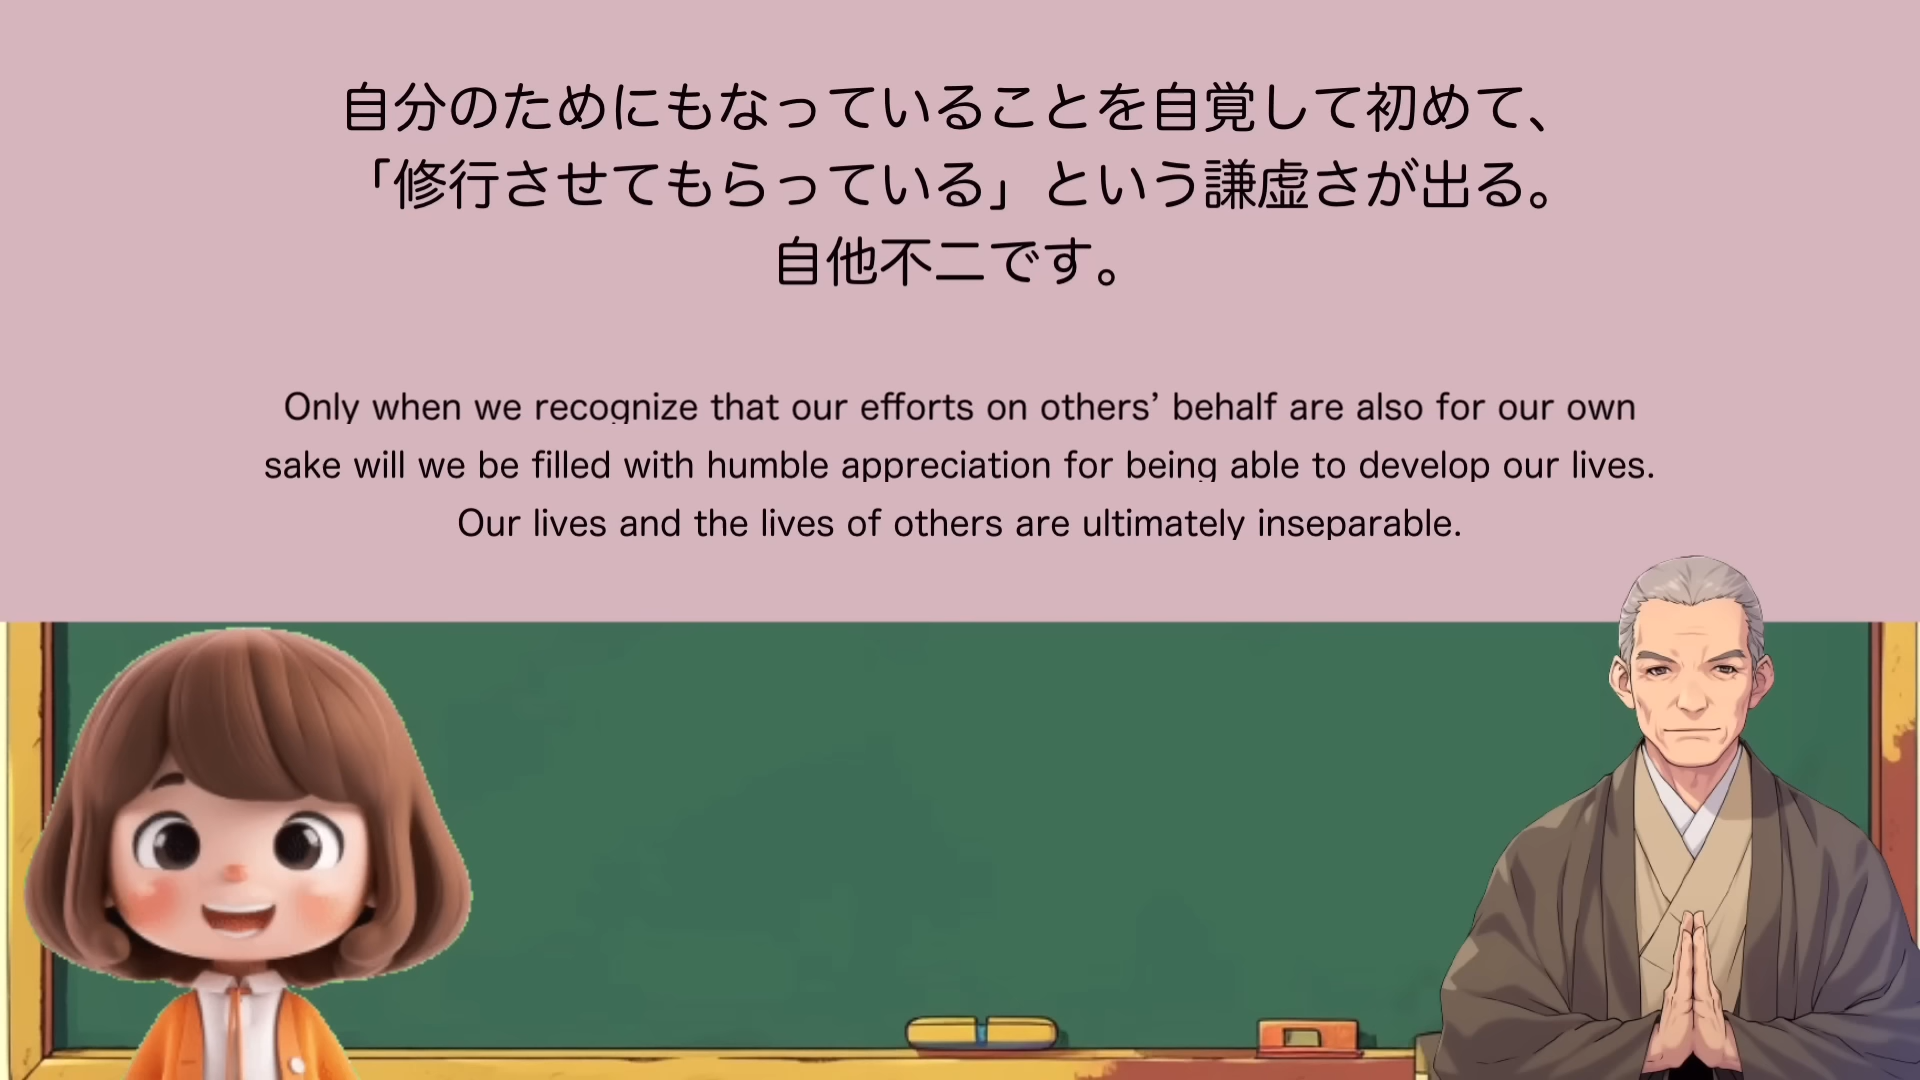 自分のためにもなっていることを自覚して初めて、
「修行させてもらっている」という謙虚さが出る。
自他不二です。
Only when we recognize that our efforts on others’ behalf are also for our own
sake will we be filled with humble appreciation for being able to develop our lives.
Our lives and the lives of others are ultimately inseparable.